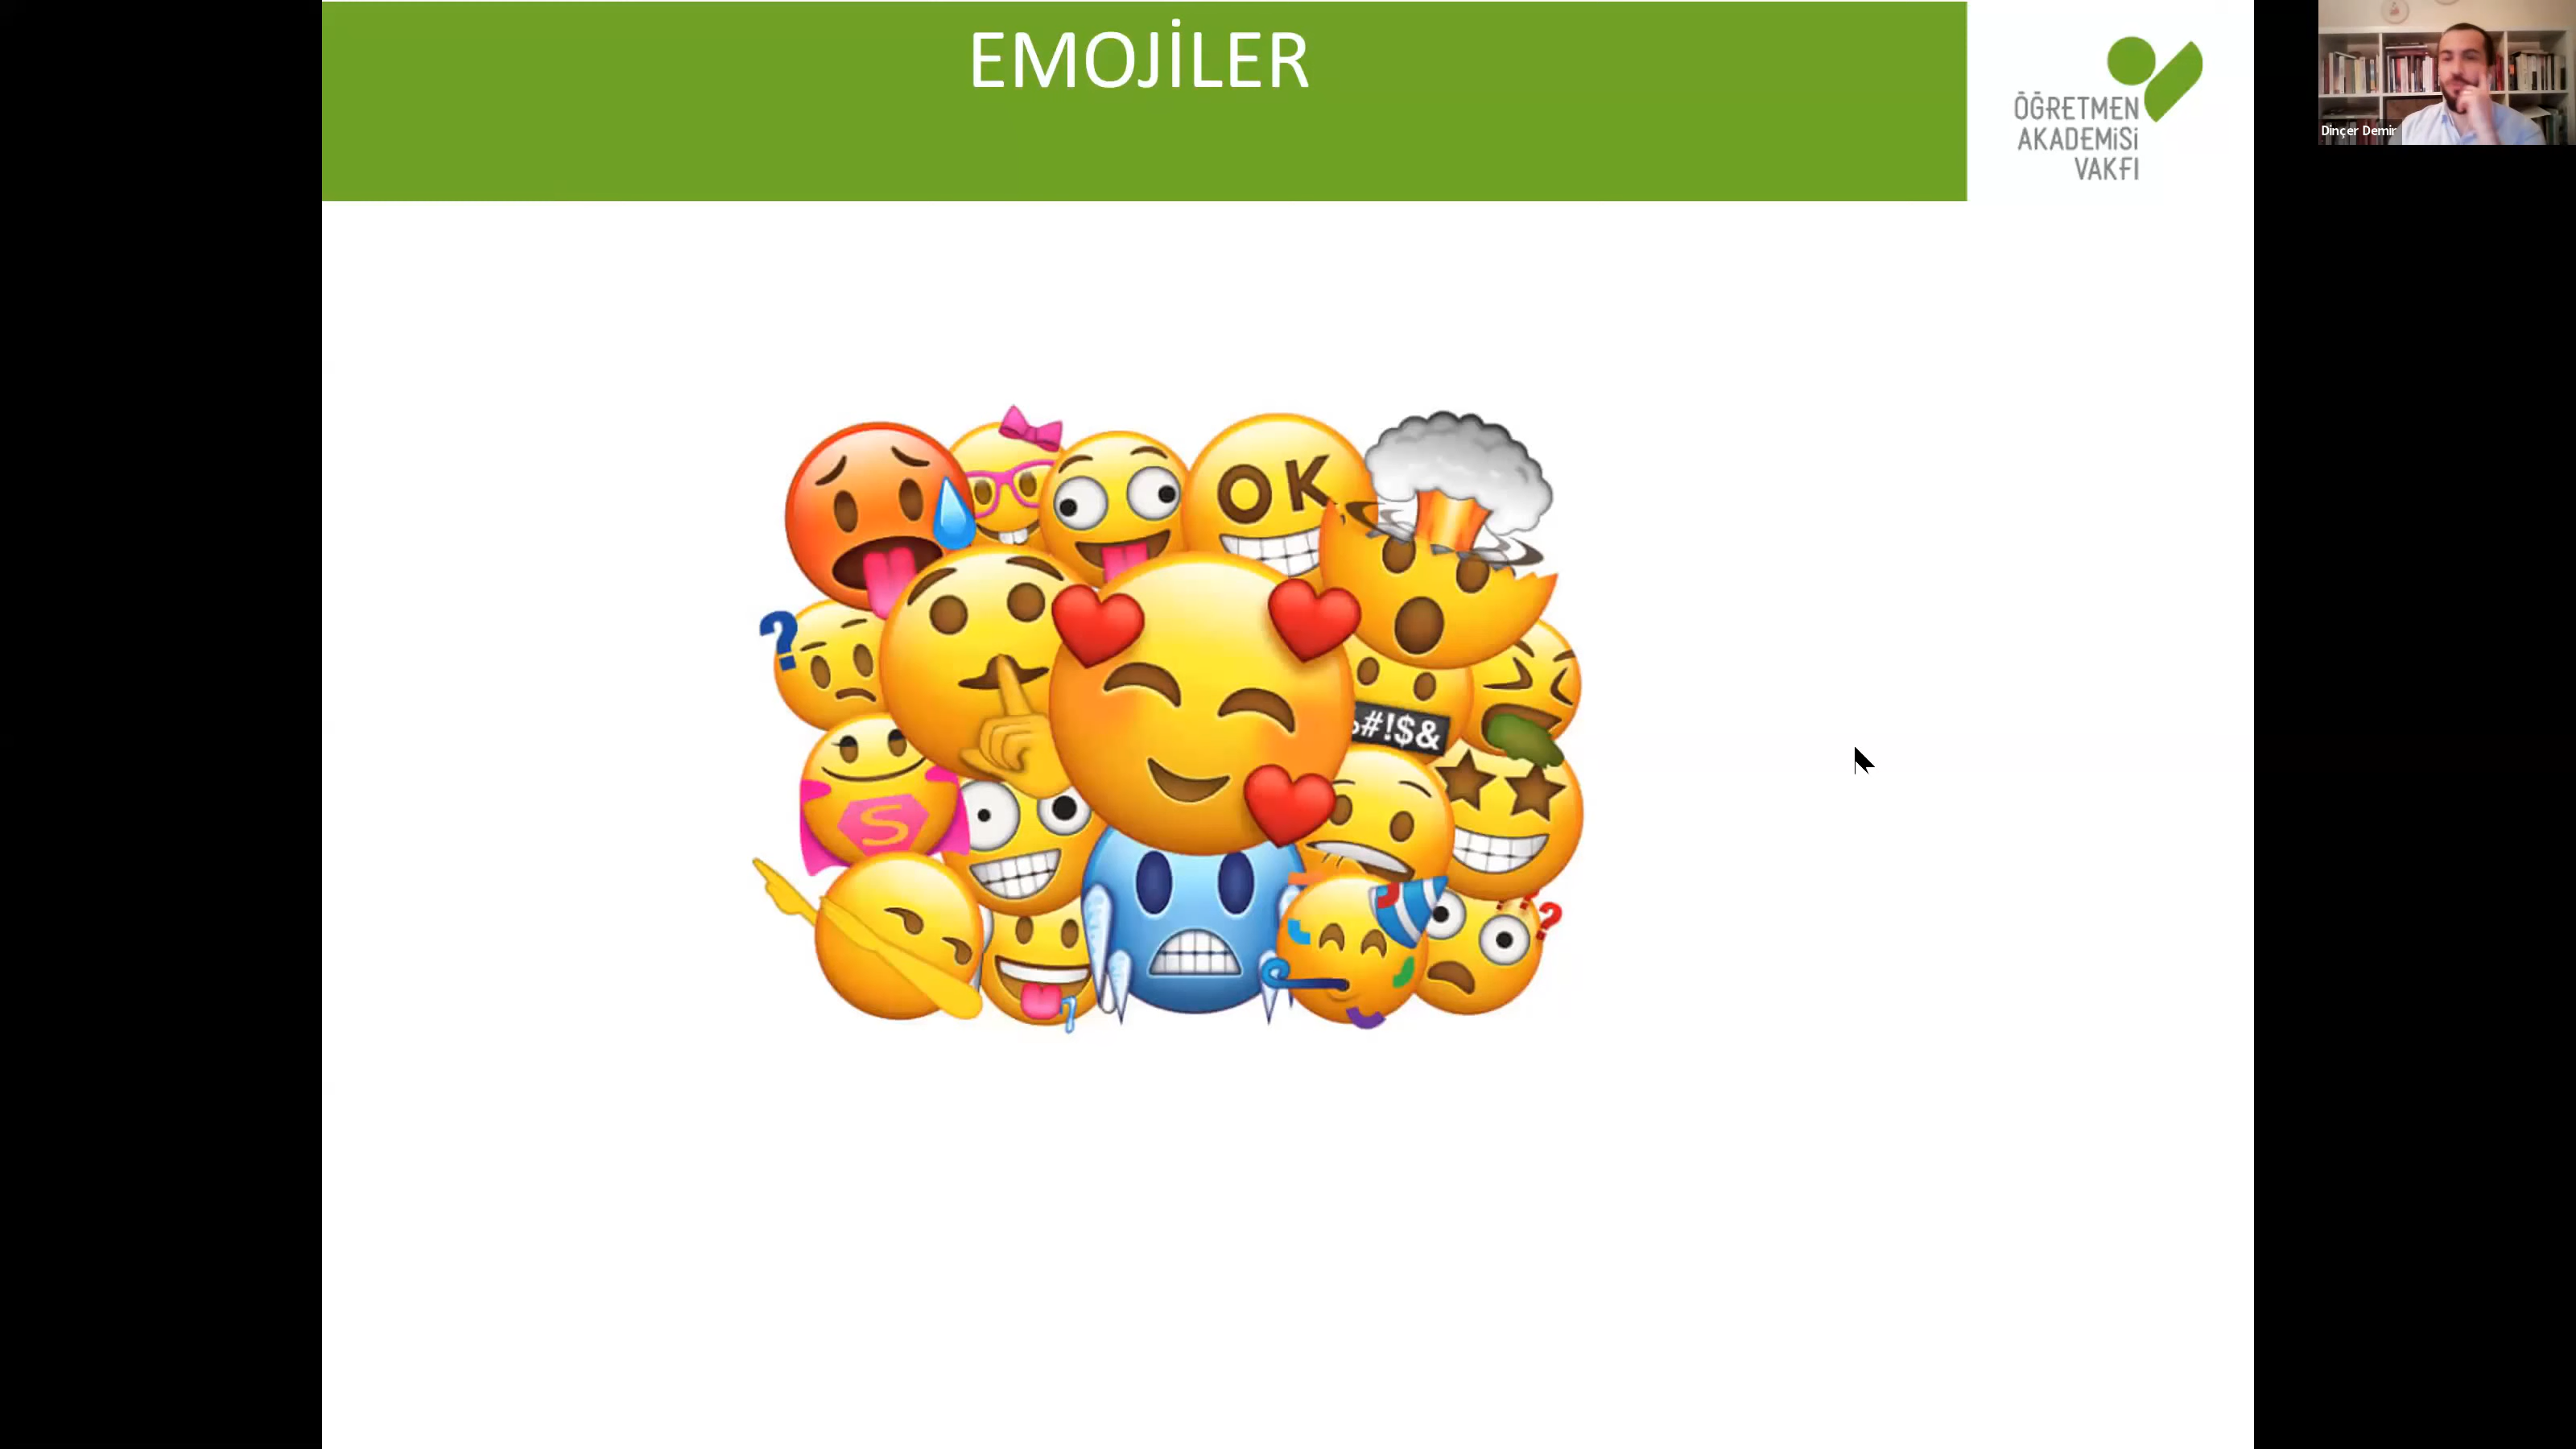 EMOJİLER
ÖĞRETMEN
AKADEMİSİ
VAKFI
Dinçer Demir
OK
?
#!$&
S
?